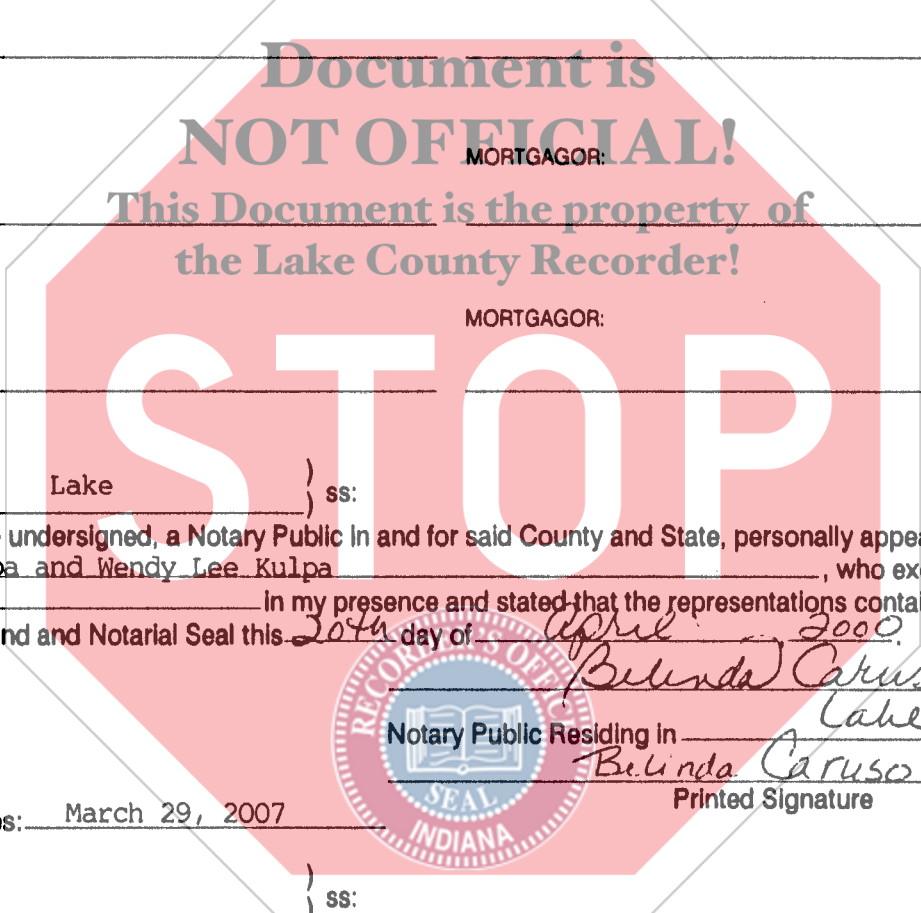 Document is
NOT OFFICIAL!
MORTGAGOR:
This Document is the property of
the Lake County Recorder!
MORTGAGOR:
STOP
Lake ) ss:
undersigned, a Notary Public in and for said County and State, personally appea
a and Wendy Lee Kulpa , who exe
in my presence and stated that the representations contai
nd and Notarial Seal this 20th day of April 2000.
Belinda Carus
Notary Public Residing in Lake
Belinda Caruso
Printed Signature
s: March 29, 2007
RECORDER'S OFFICE
SEAL
INDIANA
) ss: